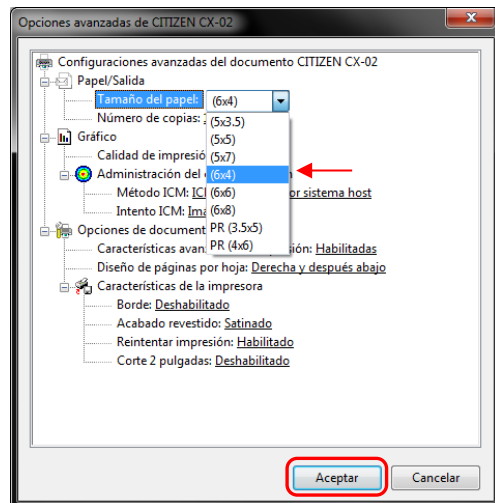 Opciones avanzadas de CITIZEN CX-02
Configuraciones avanzadas del documento CITIZEN CX-02
Papel/Salida
Tamaño del papel: (6x4)
Número de copias:
(5x3.5)
Gráfico
(5x5)
Calidad de impresió
(5x7)
Administración del
(6x4)
Método ICM:
(6x6)
or sistema host
Intento ICM:
(6x8)
Opciones de document
PR (3.5x5)
Características avan
PR (4x6)
sión: Habilitadas
Diseño de páginas por hoja: Derecha y después abajo
Características de la impresora
Borde: Deshabilitado
Acabado revestido: Satinado
Reintentar impresión: Habilitado
Corte 2 pulgadas: Deshabilitado
Aceptar
Cancelar